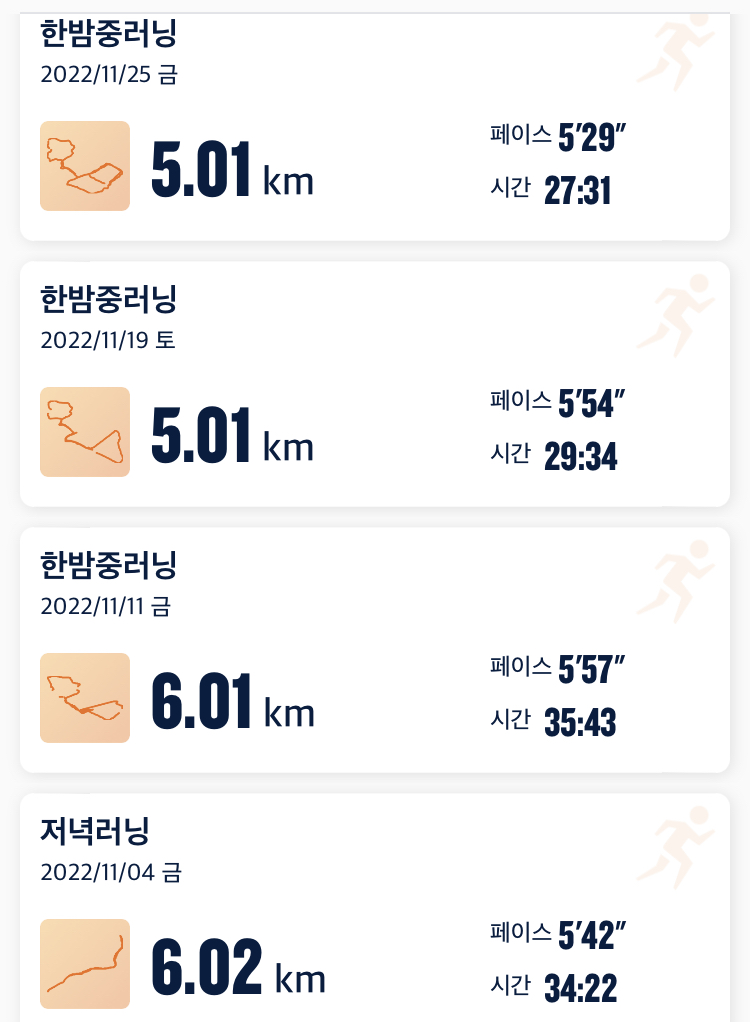 한밤중러닝
2022/11/25 금
5.01 km
페이스 5'29"
시간 27:31
한밤중러닝
2022/11/19 토
5.01 km
페이스 5'54"
시간 29:34
한밤중러닝
2022/11/11 금
6.01 km
페이스 5'57"
시간 35:43
저녁러닝
2022/11/04 금
6.02 km
페이스 5'42"
시간 34:22